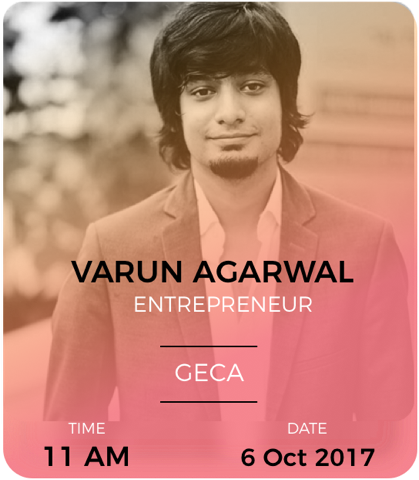 VARUN AGARWAL
ENTREPRENEUR
GECA
TIME
DATE
11 AM
6 Oct 2017